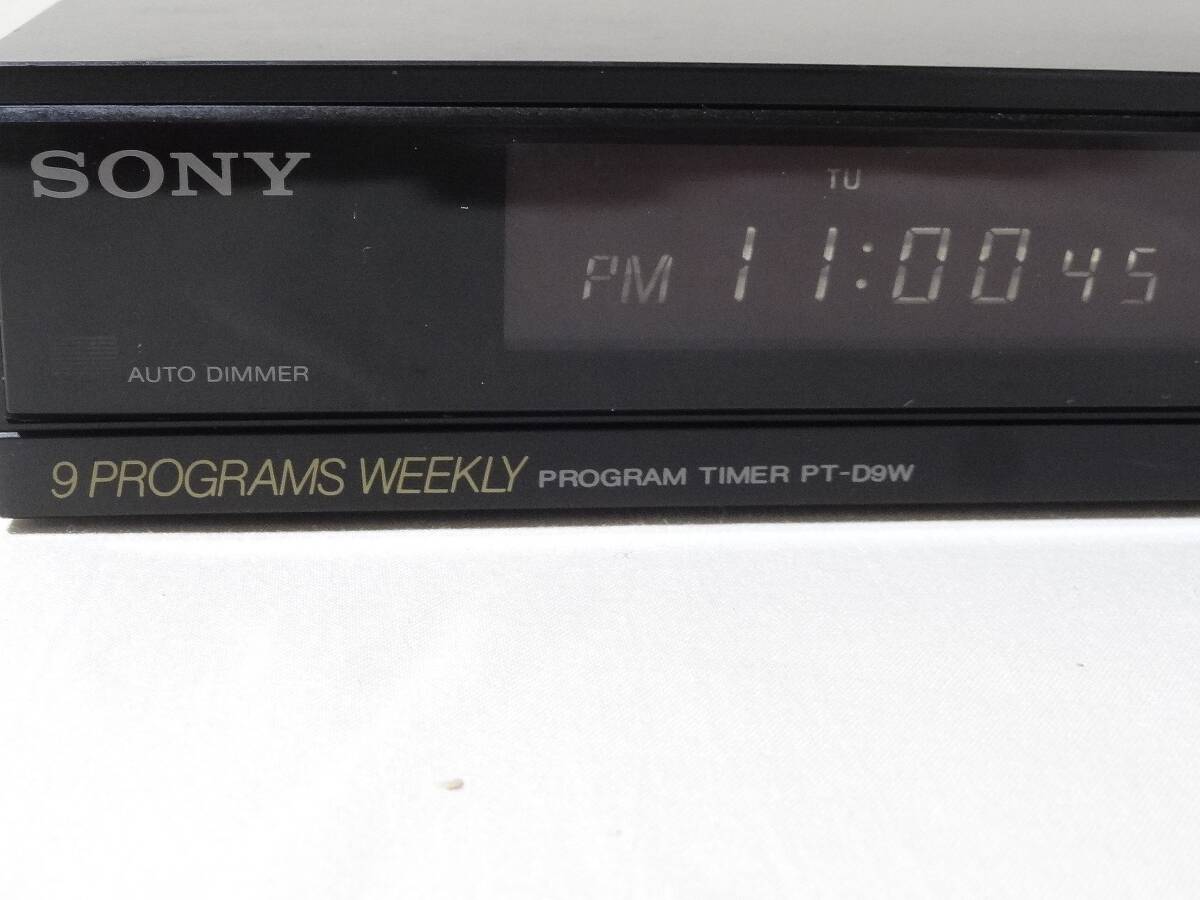 SONY
TU
PM 11:00 45
AUTO DIMMER
9 PROGRAMS WEEKLY PROGRAM TIMER PT-D9W